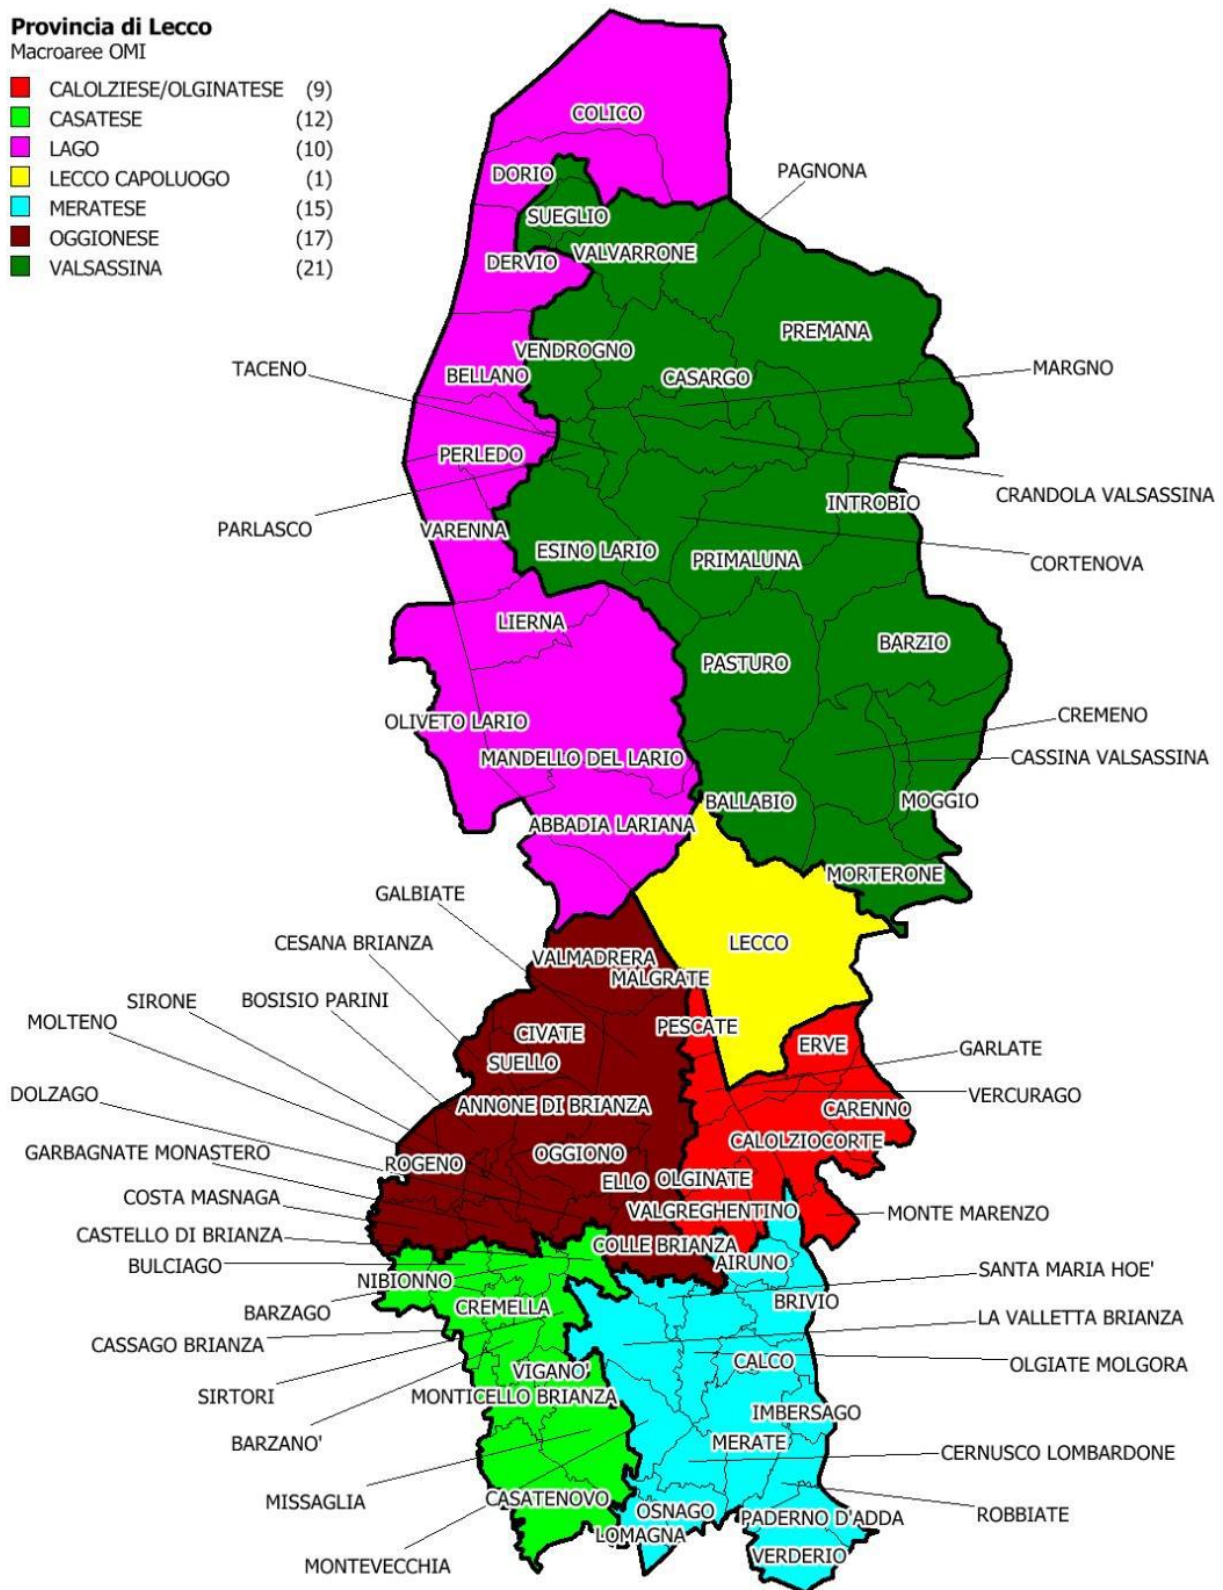 Provincia di Lecco
Macroaree OMI
CALOLZIESE/OLGINATESE (9)
CASATESE (12)
LAGO (10)
LECCO CAPOLUOGO (1)
MERATESE (15)
OGGIONESE (17)
VALSASSINA (21)
COLICO
PAGNONA
DORIO
SUEGLIO
VALVARRONE
DERVIO
PREMANA
VENDROGNO
TACENO
MARGNO
BELLANO
CASARGO
PERLEDO
CRANDOLA VALSASSINA
INTROBIO
PARLASCO
VARENNA
ESINO LARIO
PRIMALUNA
CORTENOVA
LIERNA
BARZIO
PASTURO
CREMENO
OLIVETO LARIO
MANDELLO DEL LARIO
CASSINA VALSASSINA
BALLABIO
MOGGIO
ABBADIA LARIANA
MORTERONE
GALBIATE
CESANA BRIANZA
LECCO
VALMADRERA
MALGRATE
SIRONE
BOSISIO PARINI
MOLTENO
PESCATE
CIVATE
ERVE
GARLATE
SUELLO
DOLZAGO
VERCURAGO
ANNONE DI BRIANZA
CARENNO
CALOLZIOCORTE
GARBAGNATE MONASTERO
OGGIONO
ROGENO
ELLO
OLGINATE
COSTA MASNAGA
VALGREGHENTINO
MONTE MARENZO
CASTELLO DI BRIANZA
COLLE BRIANZA
BULCIAGO
AIRUNO
NIBIONNO
SANTA MARIA HOE'
BARZAGO
CREMELLA
BRIVIO
LA VALLETTA BRIANZA
CASSAGO BRIANZA
CALCO
OLGIATE MOLGORA
VIGANO'
SIRTORI
MONTICELLO BRIANZA
IMBERSAGO
BARZANO'
MERATE
CERNUSCO LOMBARDONE
MISSAGLIA
CASATENOVO
OSNAGO
PADERNO D'ADDA
ROBBIATE
LOMAGNA
VERDERIO
MONTEVECCHIA